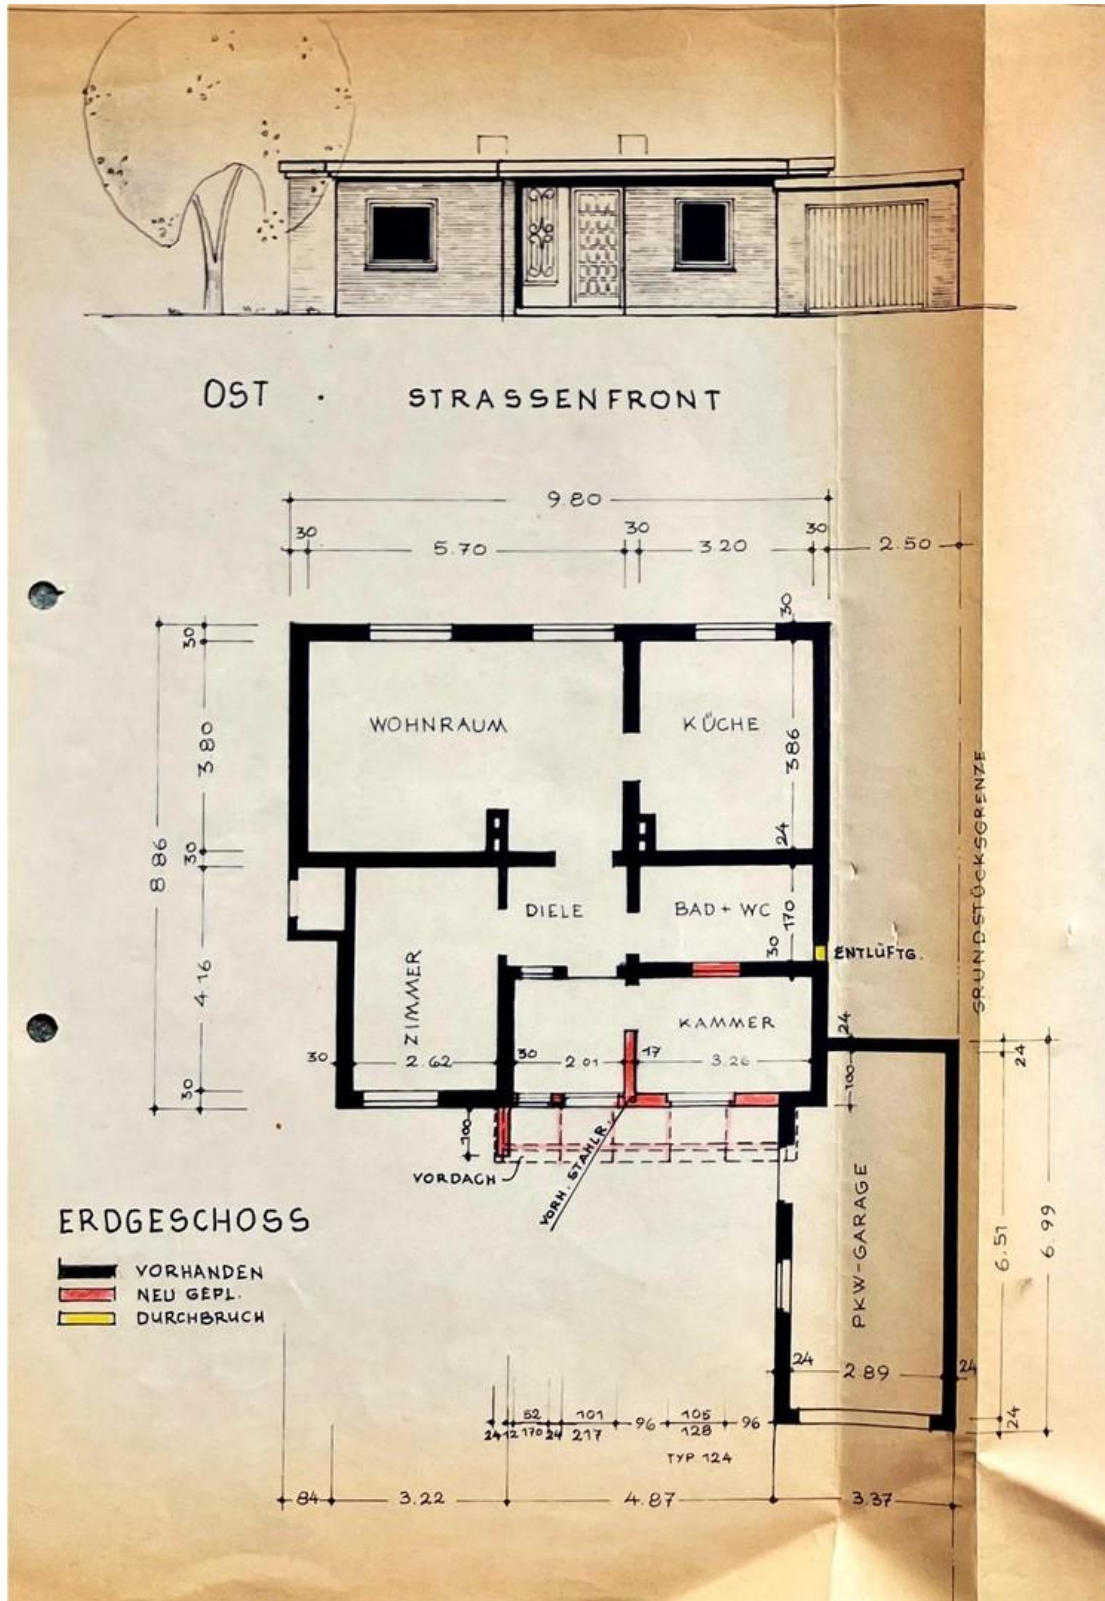 OST . STRASSENFRONT
9.80
30 5.70 30 3.20 30 2.50
30
30
3.80
30
8.86
4.16
30
WOHNRAUM
KÜCHE
3.86
24
GRUNDSTÜCKSGRENZE
DIELE
BAD + WC
1.70
30
ENTLÜFTG.
ZIMMER
KAMMER
24
30 2.62 30 2.01 17 3.26
100
24
100
VORDACH
VORH. STAHLR.
ERDGESCHOSS
VORHANDEN
NEU GEPL.
DURCHBRUCH
PKW-GARAGE
6.51
6.99
24 2.89 24
24
24 12 52/170 24 101/217 96 105/128 96
TYP 124
84 3.22 4.87 3.37